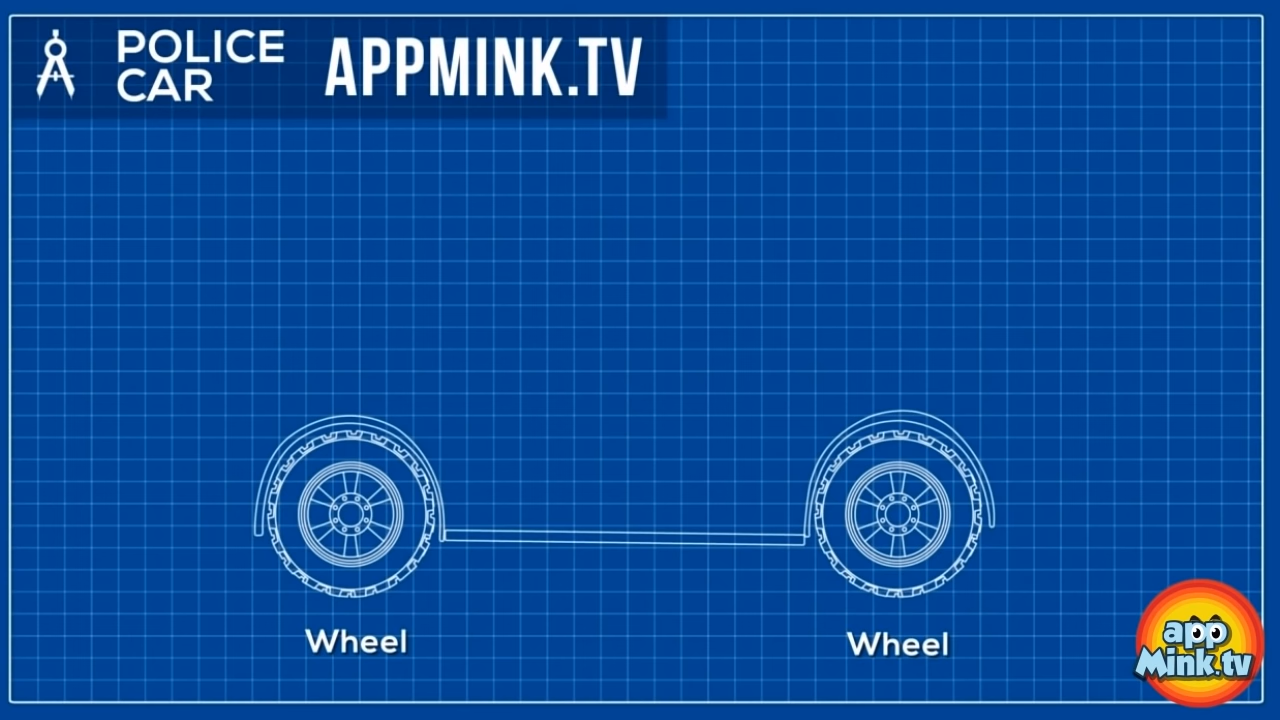 POLICE
CAR
APPMINK.TV
Wheel
Wheel
app
Mink.tv